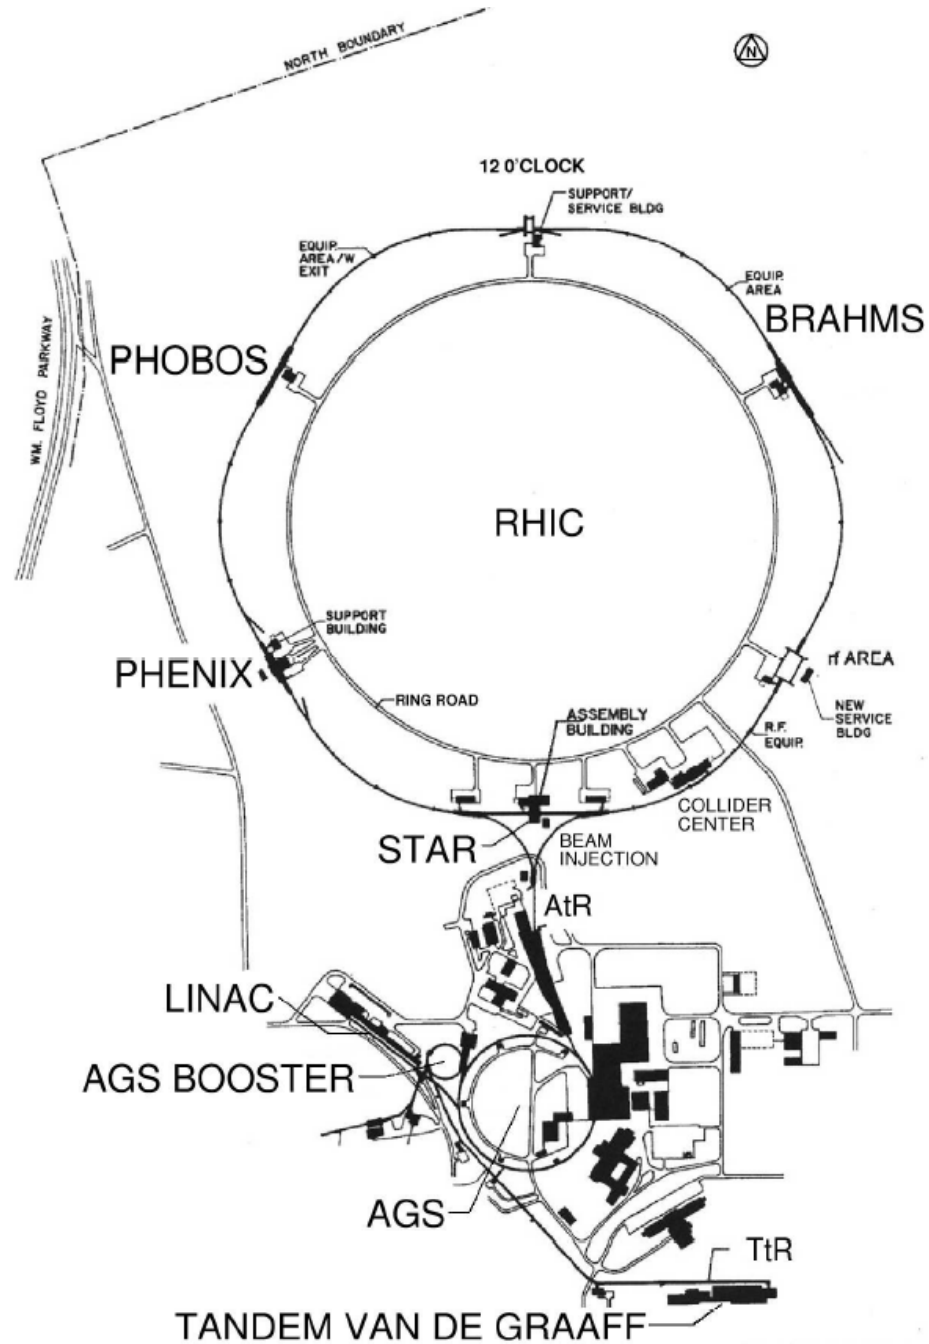 NORTH BOUNDARY
N
12 0'CLOCK
SUPPORT/
SERVICE BLDG
EQUIP.
AREA/W
EXIT
EQUIP.
AREA
BRAHMS
PHOBOS
WM. FLOYD PARKWAY
RHIC
SUPPORT
BUILDING
PHENIX
rf AREA
RING ROAD
NEW
SERVICE
BLDG
ASSEMBLY
BUILDING
R.F.
EQUIP.
COLLIDER
CENTER
STAR
BEAM
INJECTION
AtR
LINAC
AGS BOOSTER
AGS
TtR
TANDEM VAN DE GRAAFF